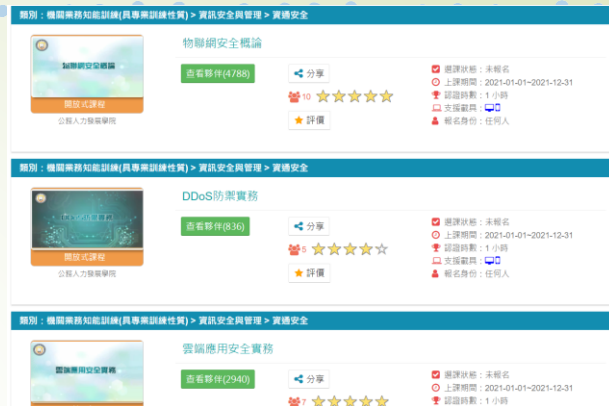 類別：機關業務知能訓練(具專業訓練性質) > 資訊安全與管理 > 資通安全
物聯網安全概論
物聯網安全概論
查看夥伴(4788)
分享
10
評價
開放式課程
公務人力發展學院
選課狀態：未報名
上課期間：2021-01-01~2021-12-31
認證時數：1 小時
支援載具：
報名身份：任何人
類別：機關業務知能訓練(具專業訓練性質) > 資訊安全與管理 > 資通安全
DDoS防禦實務
查看夥伴(836)
分享
5
評價
開放式課程
公務人力發展學院
選課狀態：未報名
上課期間：2021-01-01~2021-12-31
認證時數：1 小時
支援載具：
報名身份：任何人
類別：機關業務知能訓練(具專業訓練性質) > 資訊安全與管理 > 資通安全
雲端應用安全實務
雲端應用安全實務
查看夥伴(2940)
分享
7
選課狀態：未報名
上課期間：2021-01-01~2021-12-31
認證時數：1 小時